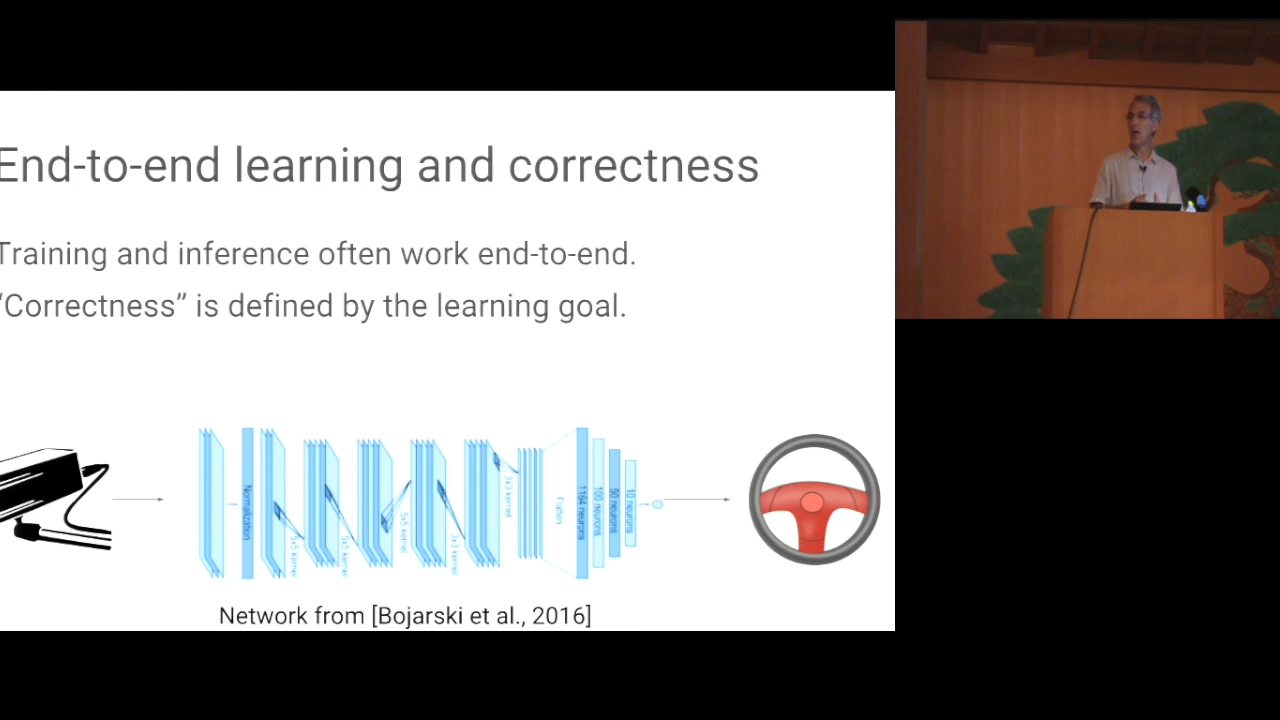 End-to-end learning and correctness
Training and inference often work end-to-end.
“Correctness” is defined by the learning goal.
Normalization
5x5 kernel
5x5 kernel
5x5 kernel
3x3 kernel
3x3 kernel
Flatten
1164 neurons
100 neurons
50 neurons
10 neurons
Network from [Bojarski et al., 2016]